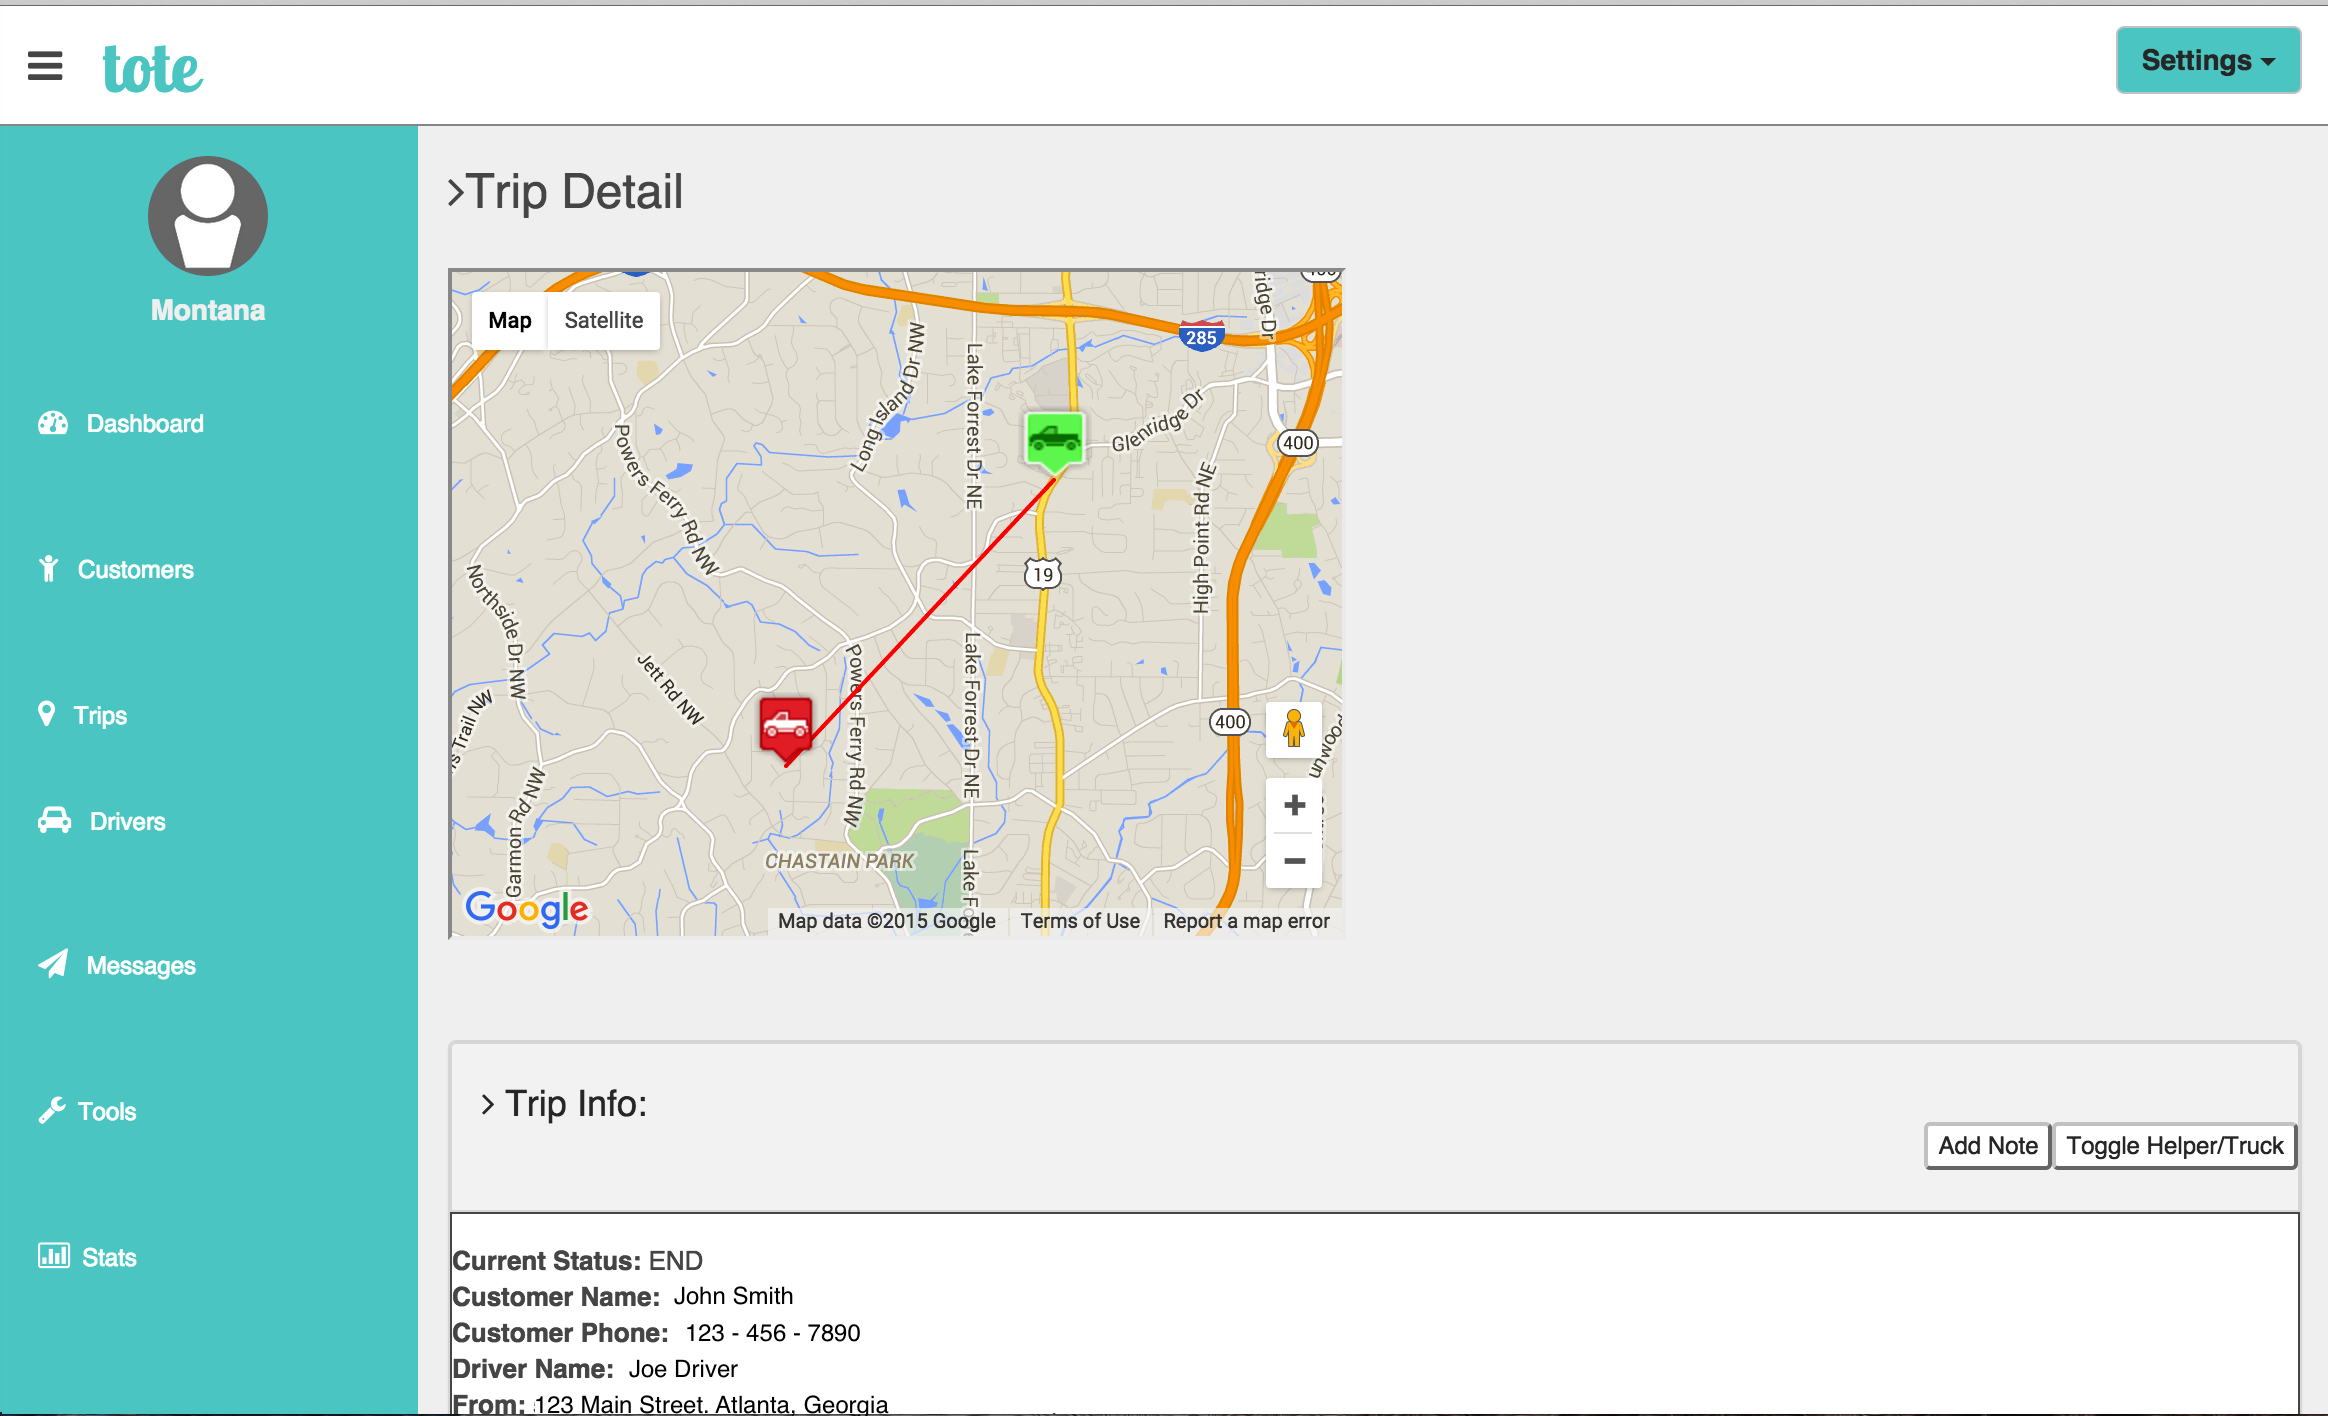 tote
Settings
Montana
Dashboard
Customers
Trips
Drivers
Messages
Tools
Stats
>Trip Detail
Map
Satellite
285
400
400
19
Long Island Dr NW
Lake Forrest Dr NE
Glenridge Dr
Powers Ferry Rd NW
High Point Rd NE
Northside Dr NW
Jett Rd NW
Powers Ferry Rd NW
Lake Forrest Dr NE
Trail NW
Garmon Rd NW
CHASTAIN PARK
Google
Map data ©2015 Google
Terms of Use
Report a map error
> Trip Info:
Add Note
Toggle Helper/Truck
Current Status: END
Customer Name: John Smith
Customer Phone: 123 - 456 - 7890
Driver Name: Joe Driver
From: 123 Main Street. Atlanta, Georgia